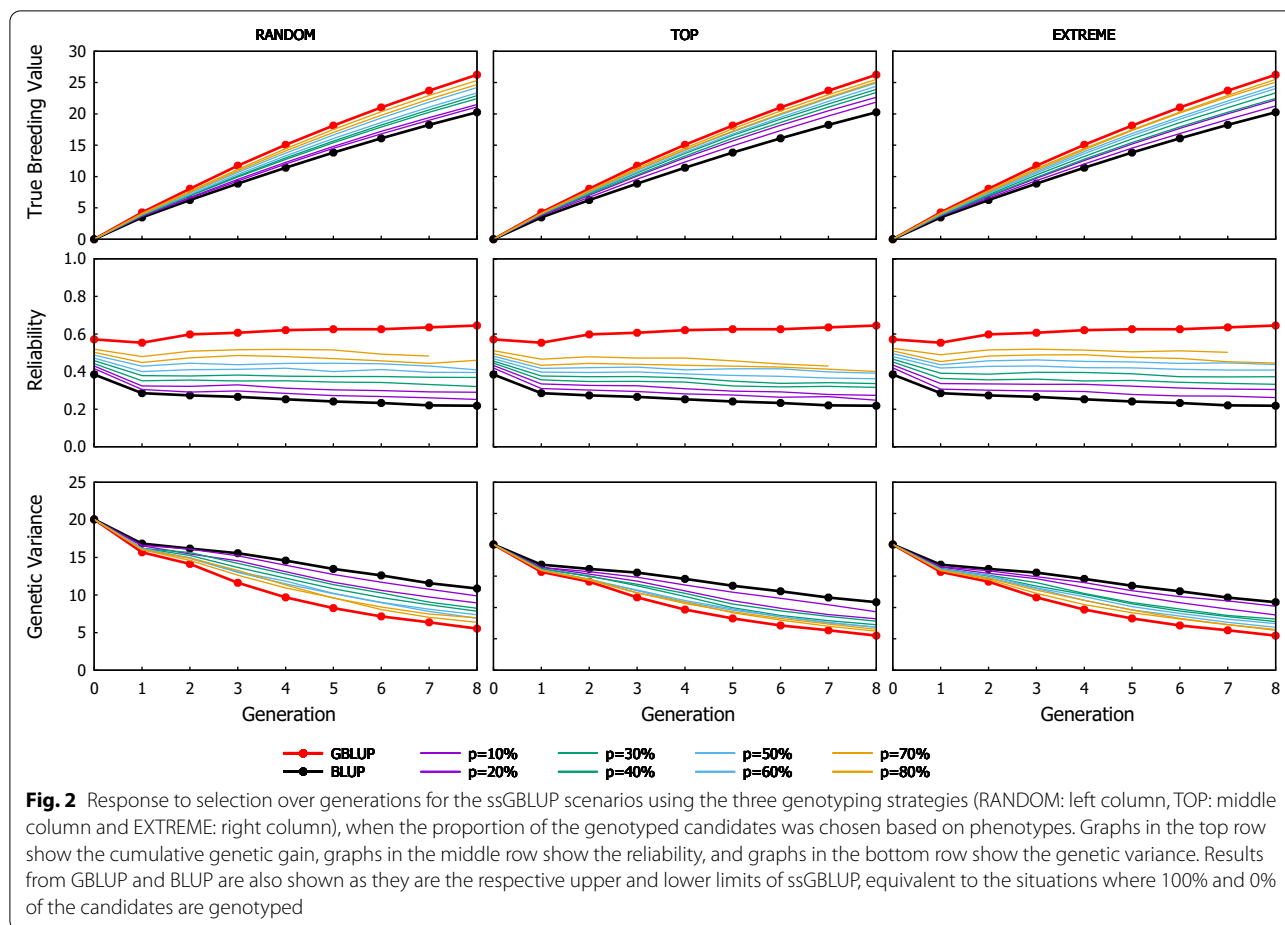 RANDOM TOP EXTREME
True Breeding Value
30
25
20
15
10
5
0
Reliability
1.0
0.8
0.6
0.4
0.2
0.0
Genetic Variance
25
20
15
10
5
0
0 1 2 3 4 5 6 7 8 0 1 2 3 4 5 6 7 8 0 1 2 3 4 5 6 7 8
Generation Generation Generation
GBLUP p=10% p=30% p=50% p=70%
BLUP p=20% p=40% p=60% p=80%
Fig. 2 Response to selection over generations for the ssGBLUP scenarios using the three genotyping strategies (RANDOM: left column, TOP: middle
column and EXTREME: right column), when the proportion of the genotyped candidates was chosen based on phenotypes. Graphs in the top row
show the cumulative genetic gain, graphs in the middle row show the reliability, and graphs in the bottom row show the genetic variance. Results
from GBLUP and BLUP are also shown as they are the respective upper and lower limits of ssGBLUP, equivalent to the situations where 100% and 0%
of the candidates are genotyped